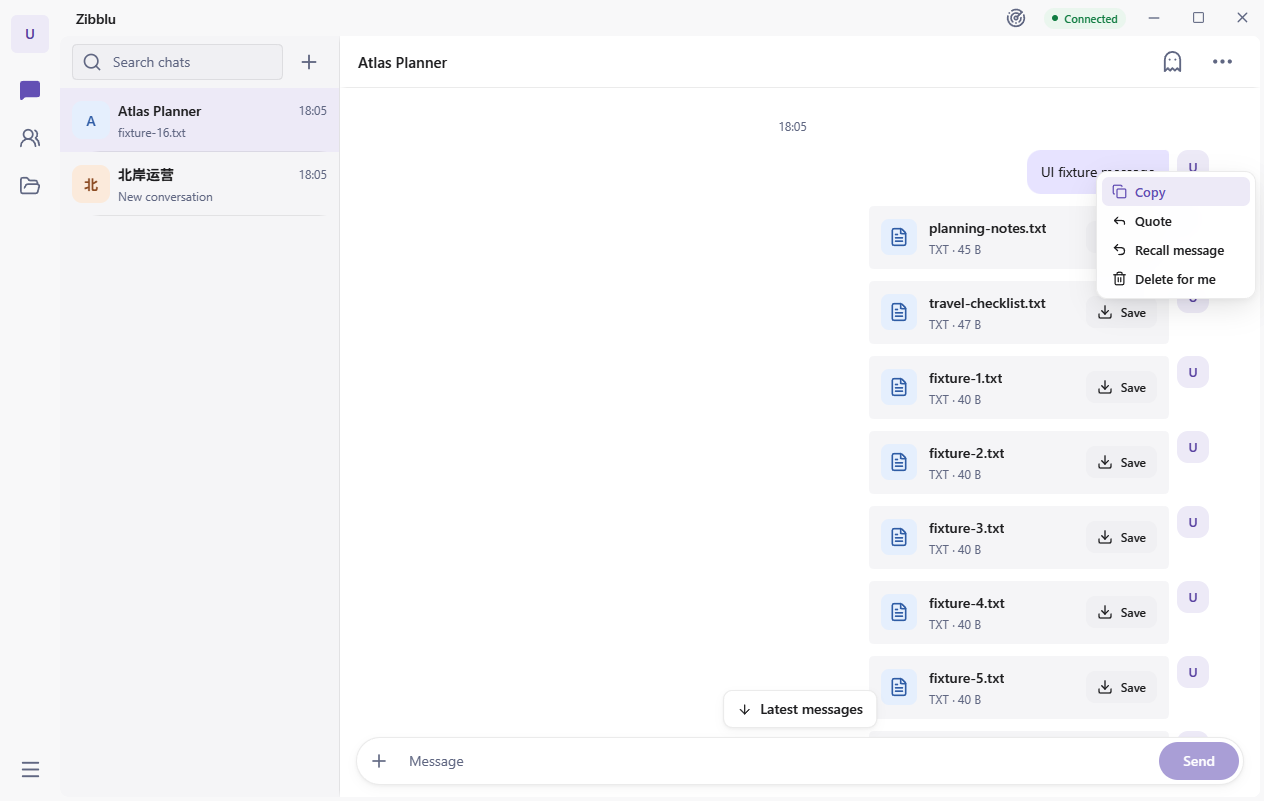 U
Zibblu
Connected
Search chats
Atlas Planner
A
Atlas Planner
18:05
fixture-16.txt
北
北岸运营
18:05
New conversation
18:05
UI fixture message
U
Copy
Quote
Recall message
Delete for me
planning-notes.txt
TXT · 45 B
travel-checklist.txt
TXT · 47 B
Save
U
fixture-1.txt
TXT · 40 B
Save
U
fixture-2.txt
TXT · 40 B
Save
U
fixture-3.txt
TXT · 40 B
Save
U
fixture-4.txt
TXT · 40 B
Save
U
fixture-5.txt
TXT · 40 B
Save
U
Latest messages
Message
Send